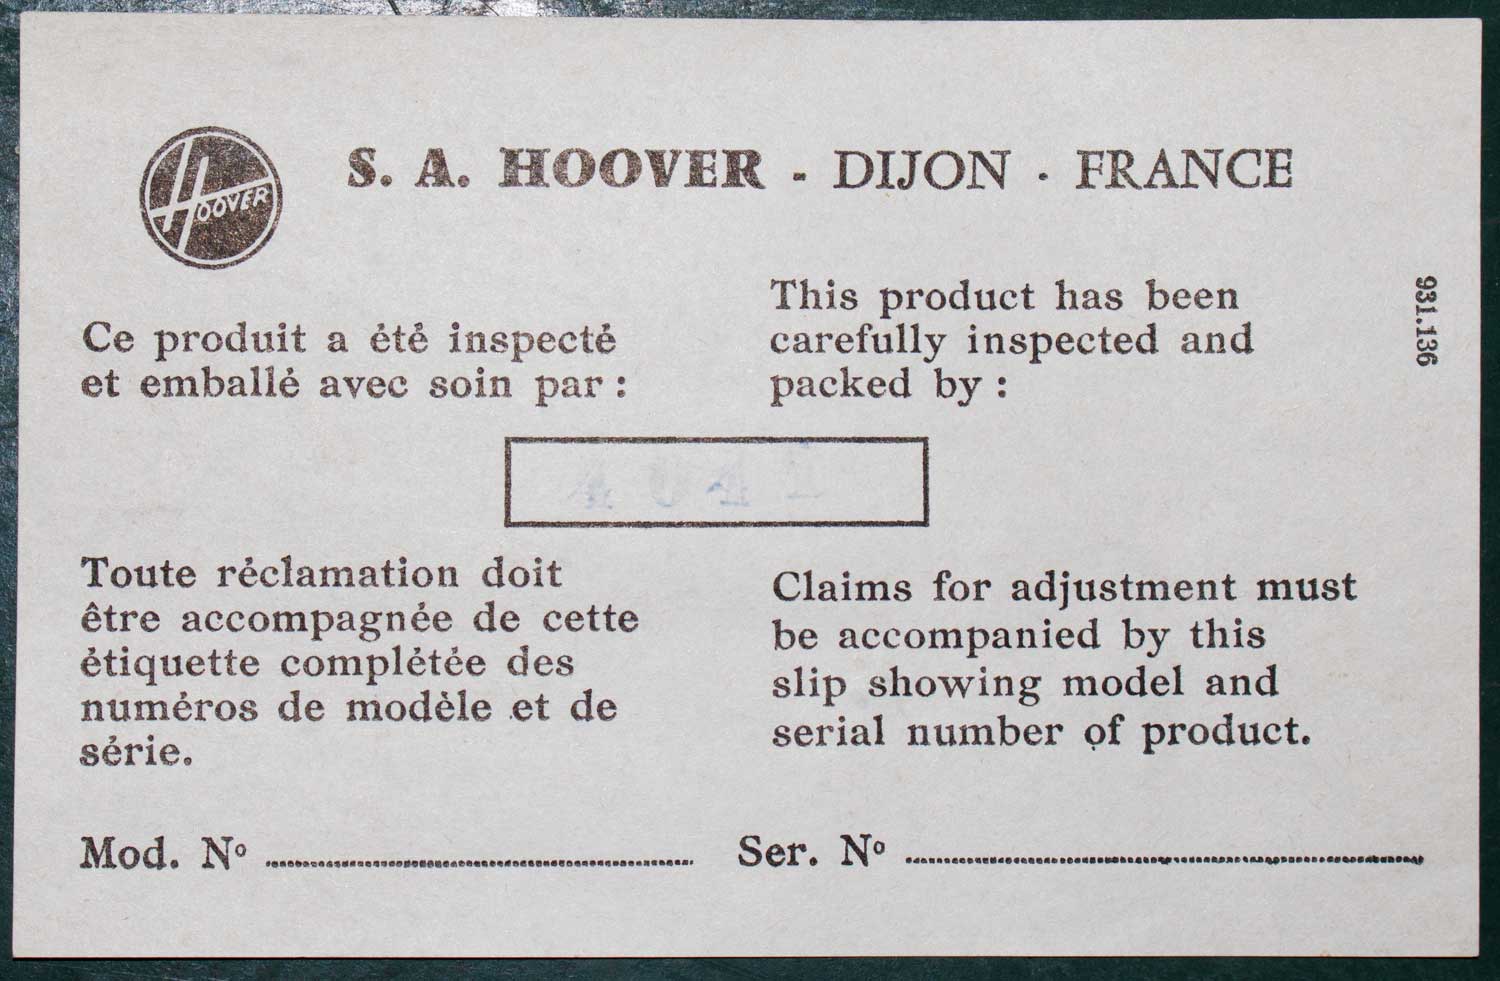 HOOVER
S. A. HOOVER - DIJON · FRANCE
Ce produit a été inspecté
et emballé avec soin par :
This product has been
carefully inspected and
packed by :
931.136
Toute réclamation doit
être accompagnée de cette
étiquette complétée des
numéros de modèle et de
série.
Claims for adjustment must
be accompanied by this
slip showing model and
serial number of product.
Mod. Nº
Ser. Nº